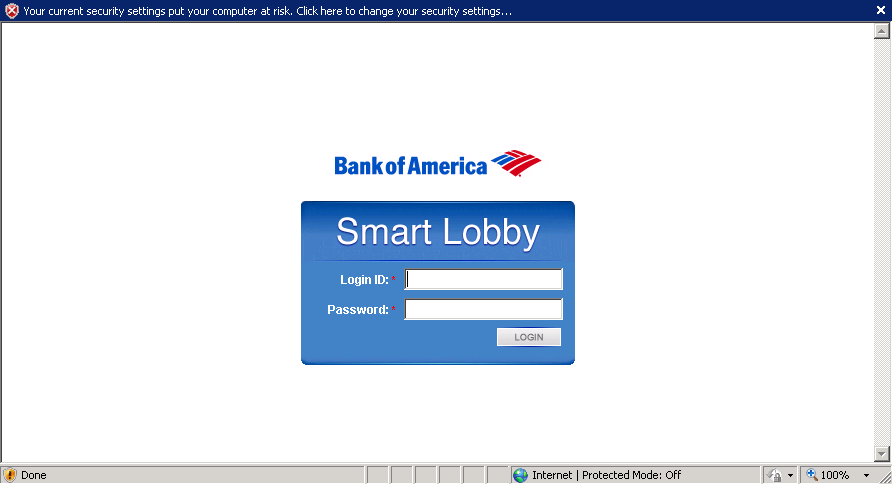 Your current security settings put your computer at risk. Click here to change your security settings...
Bank of America
Smart Lobby
Login ID: *
Password: *
LOGIN
Done
Internet | Protected Mode: Off
100%